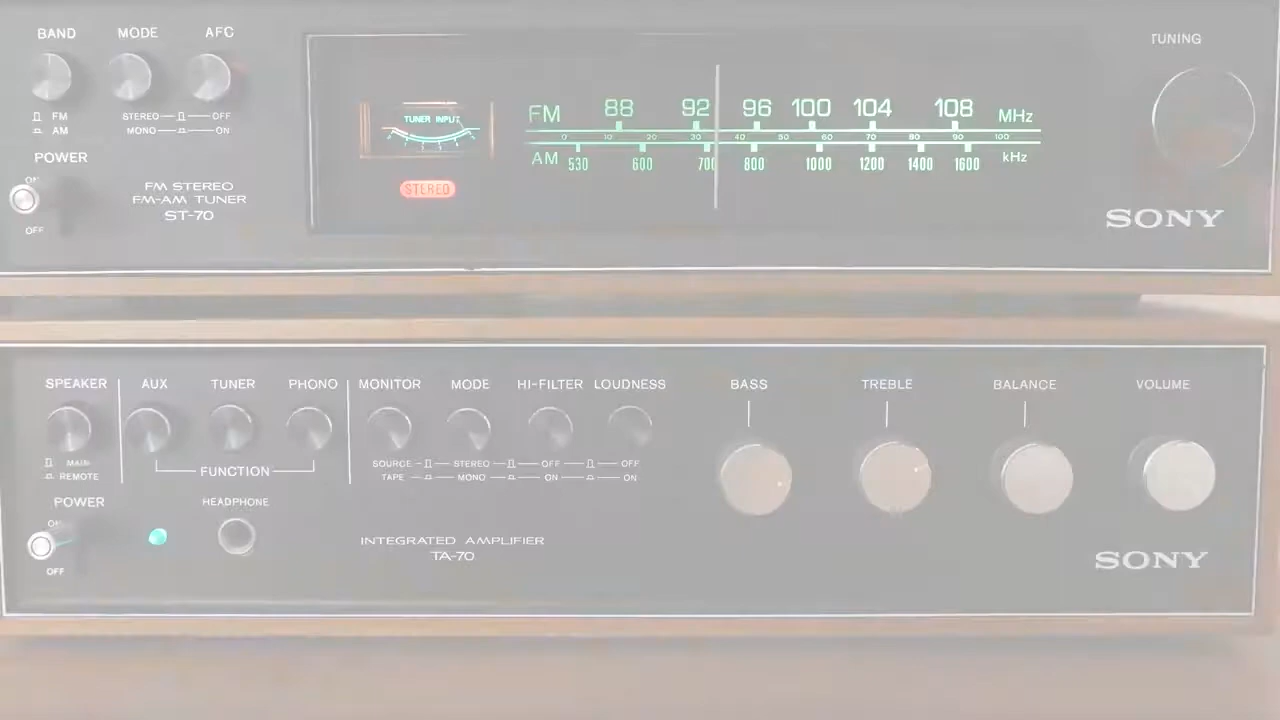 BAND MODE AFC
TUNING
FM STEREO OFF
AM MONO ON
TUNER INPUT
FM 88 92 96 100 104 108 MHz
0 10 20 30 40 50 60 70 80 90 100
AM 530 600 700 800 1000 1200 1400 1600 kHz
POWER
ON
OFF
FM STEREO
FM-AM TUNER
ST-70
STEREO
SONY
SPEAKER AUX TUNER PHONO MONITOR MODE HI-FILTER LOUDNESS BASS TREBLE BALANCE VOLUME
MAIN SOURCE STEREO OFF OFF
REMOTE FUNCTION TAPE MONO ON ON
POWER HEADPHONE
ON
OFF
INTEGRATED AMPLIFIER
TA-70
SONY